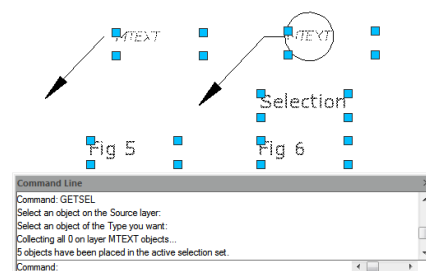 MTEXT MTEXT
Selection
Fig 5 Fig 6
Command Line
Command: GETSEL
Select an object on the Source layer:
Select an object of the Type you want:
Collecting all 0 on layer MTEXT objects...
5 objects have been placed in the active selection set.
Command: